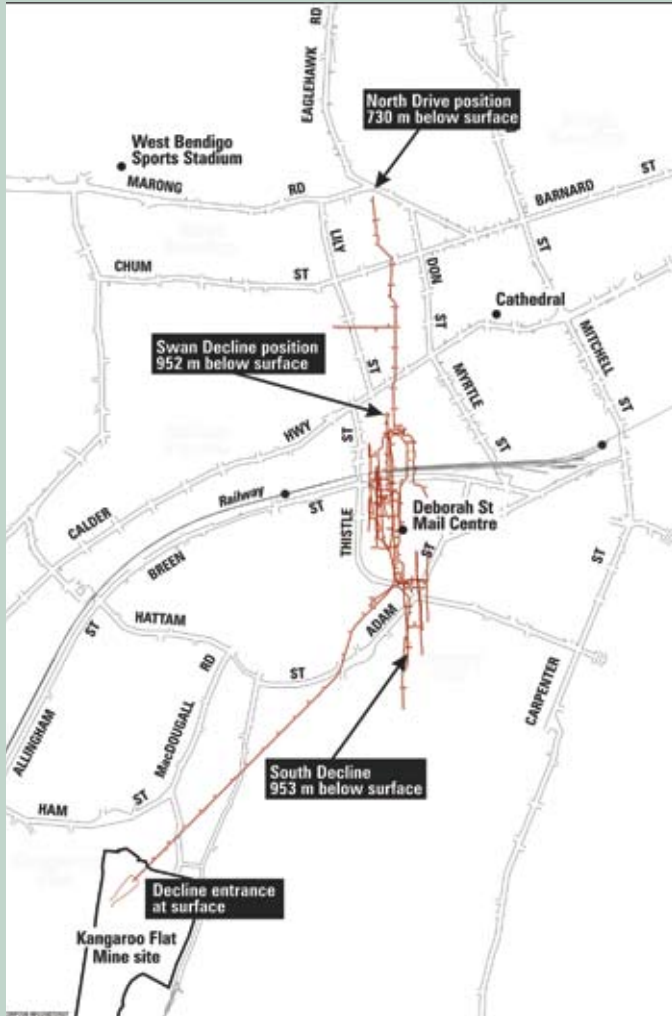 RD
EAGLEHAWK
North Drive position
730 m below surface
West Bendigo
Sports Stadium
MARONG
RD
BARNARD
ST
LILY
DON
ST
CHUM
ST
ST
Cathedral
MITCHELL
Swan Decline position
952 m below surface
ST
MYRTLE
ST
HWY
ST
ST
Railway
ST
CALDER
THISTLE
Deborah St
Mail Centre
BREEN
ST
ST
HATTAM
ADAM
ST
RD
ST
CARPENTER
MacDOUGALL
ALLINGHAM
South Decline
953 m below surface
HAM
ST
Decline entrance
at surface
Kangaroo Flat
Mine site